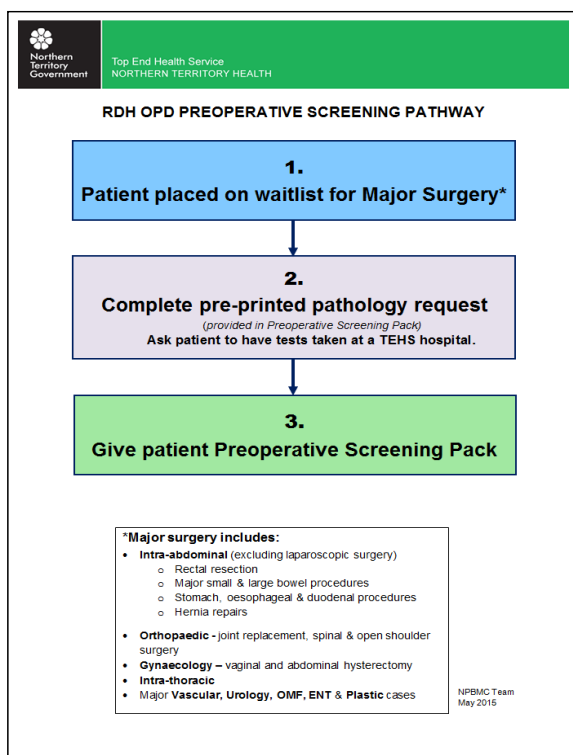 Northern
Territory
Government
Top End Health Service
NORTHERN TERRITORY HEALTH
RDH OPD PREOPERATIVE SCREENING PATHWAY
1.
Patient placed on waitlist for Major Surgery*
2.
Complete pre-printed pathology request
(provided in Preoperative Screening Pack)
Ask patient to have tests taken at a TEHS hospital.
3.
Give patient Preoperative Screening Pack
*Major surgery includes:
• Intra-abdominal (excluding laparoscopic surgery)
o Rectal resection
o Major small & large bowel procedures
o Stomach, oesophageal & duodenal procedures
o Hernia repairs
• Orthopaedic - joint replacement, spinal & open shoulder
surgery
• Gynaecology – vaginal and abdominal hysterectomy
• Intra-thoracic
• Major Vascular, Urology, OMF, ENT & Plastic cases
NPBMC Team
May 2015